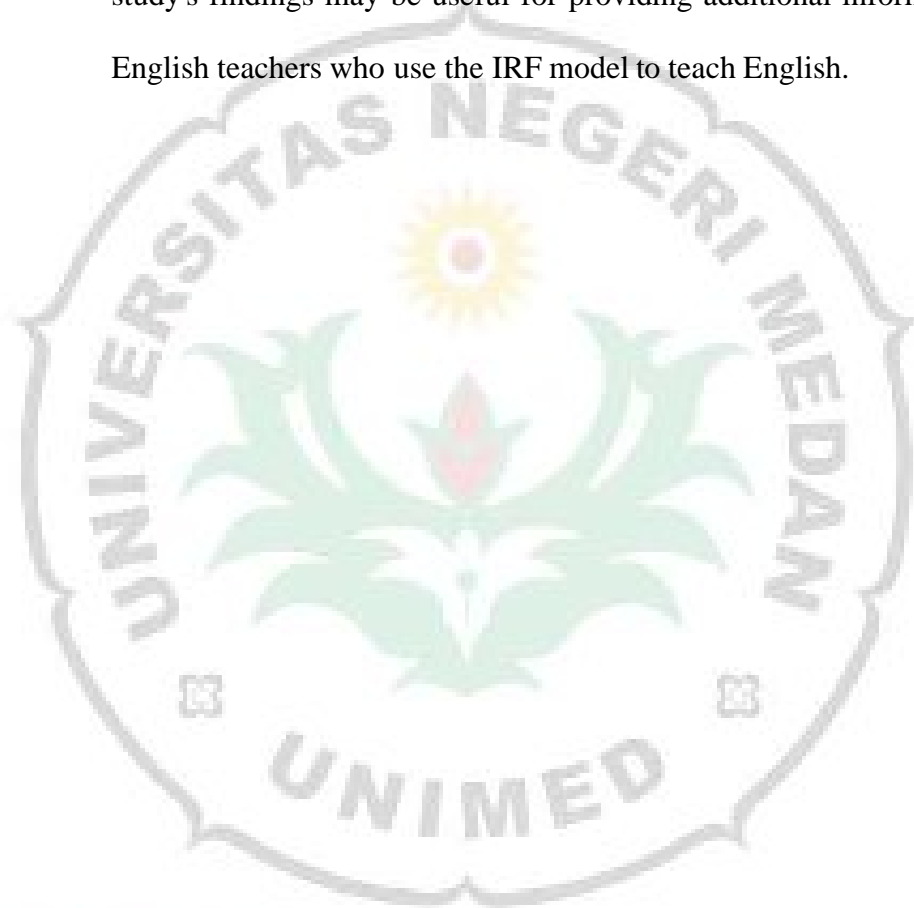 study's findings may be useful for providing additional
English teachers who use the IRF model to teach English.
UNIVERSITAS NEGERI MEDAN
UNIMED